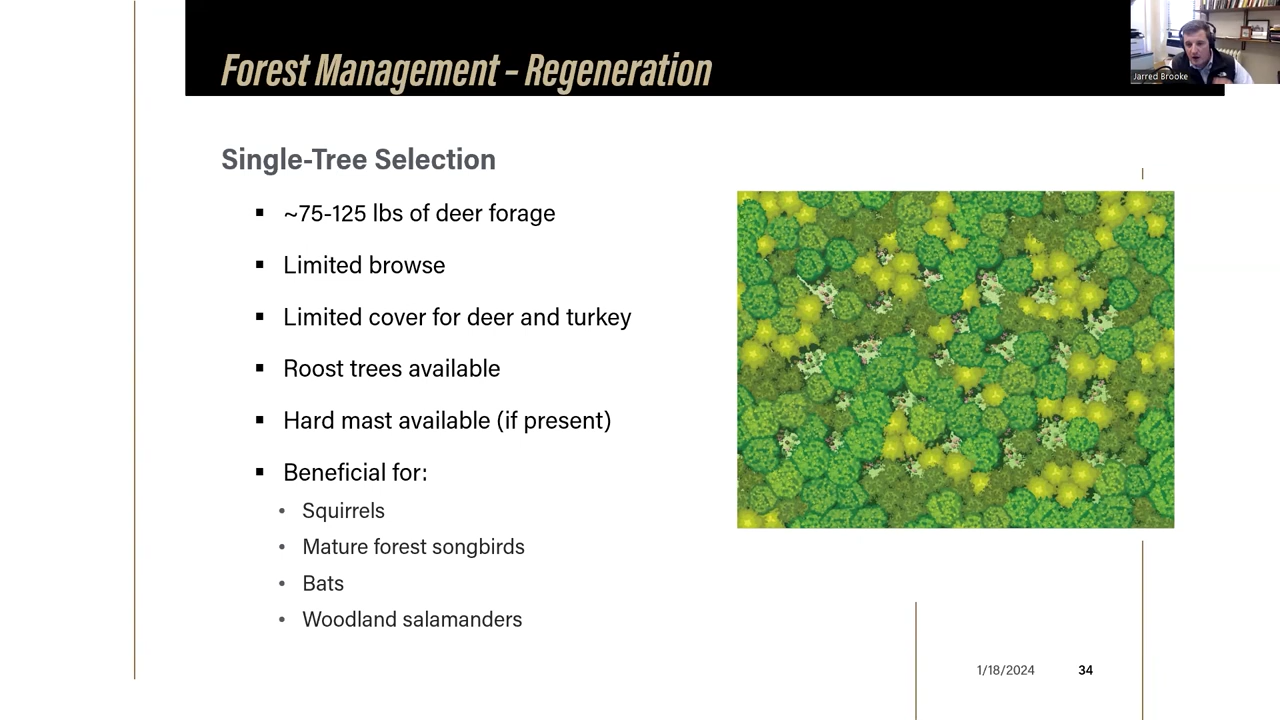 Forest Management – Regeneration
Jarred Brooke
Single-Tree Selection
▪ ~75-125 lbs of deer forage
▪ Limited browse
▪ Limited cover for deer and turkey
▪ Roost trees available
▪ Hard mast available (if present)
▪ Beneficial for:
• Squirrels
• Mature forest songbirds
• Bats
• Woodland salamanders
1/18/2024 34